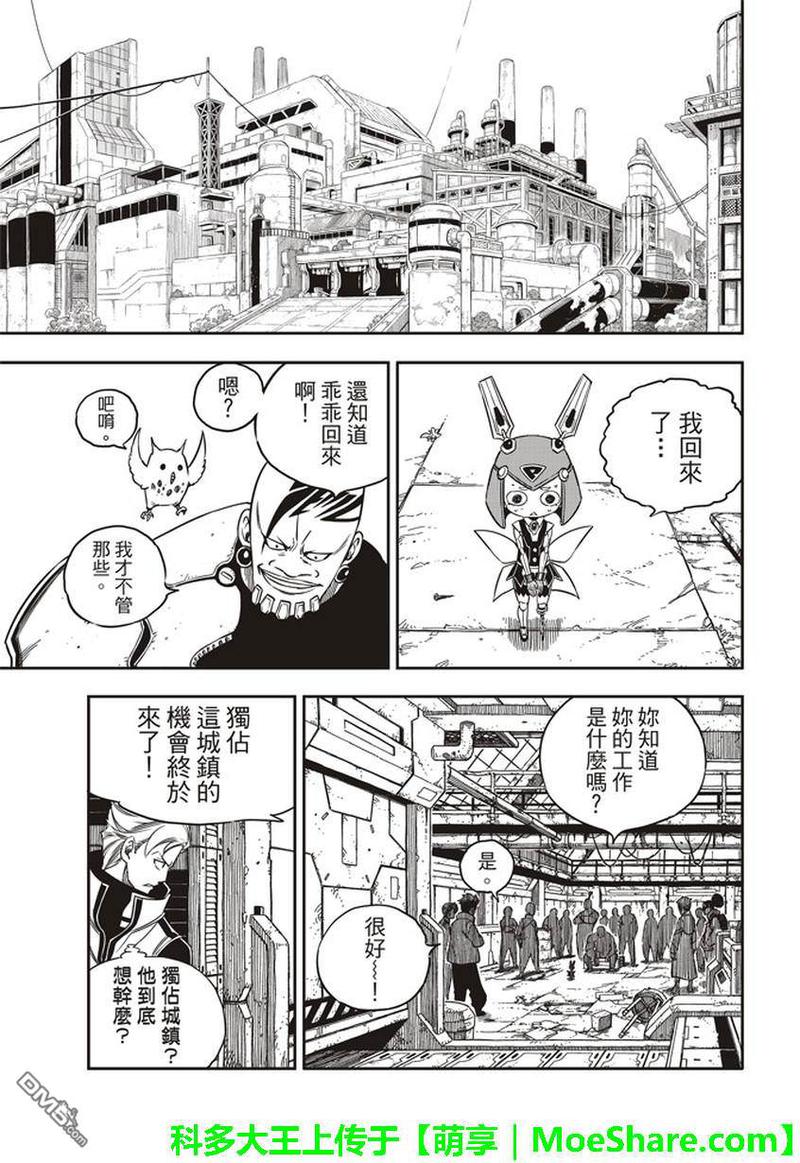 我回來
了…
還知道
乖乖回來
啊！
嗯？
吧唷。
我才不管
那些。
妳知道
妳的工作
是什麼嗎？
是。
很好～！
獨佔
這城鎮的
機會終於
來了！
獨佔城鎮？
他到底
想幹麼？
DM5.com
科多大王上传于【萌享｜MoeShare.com】